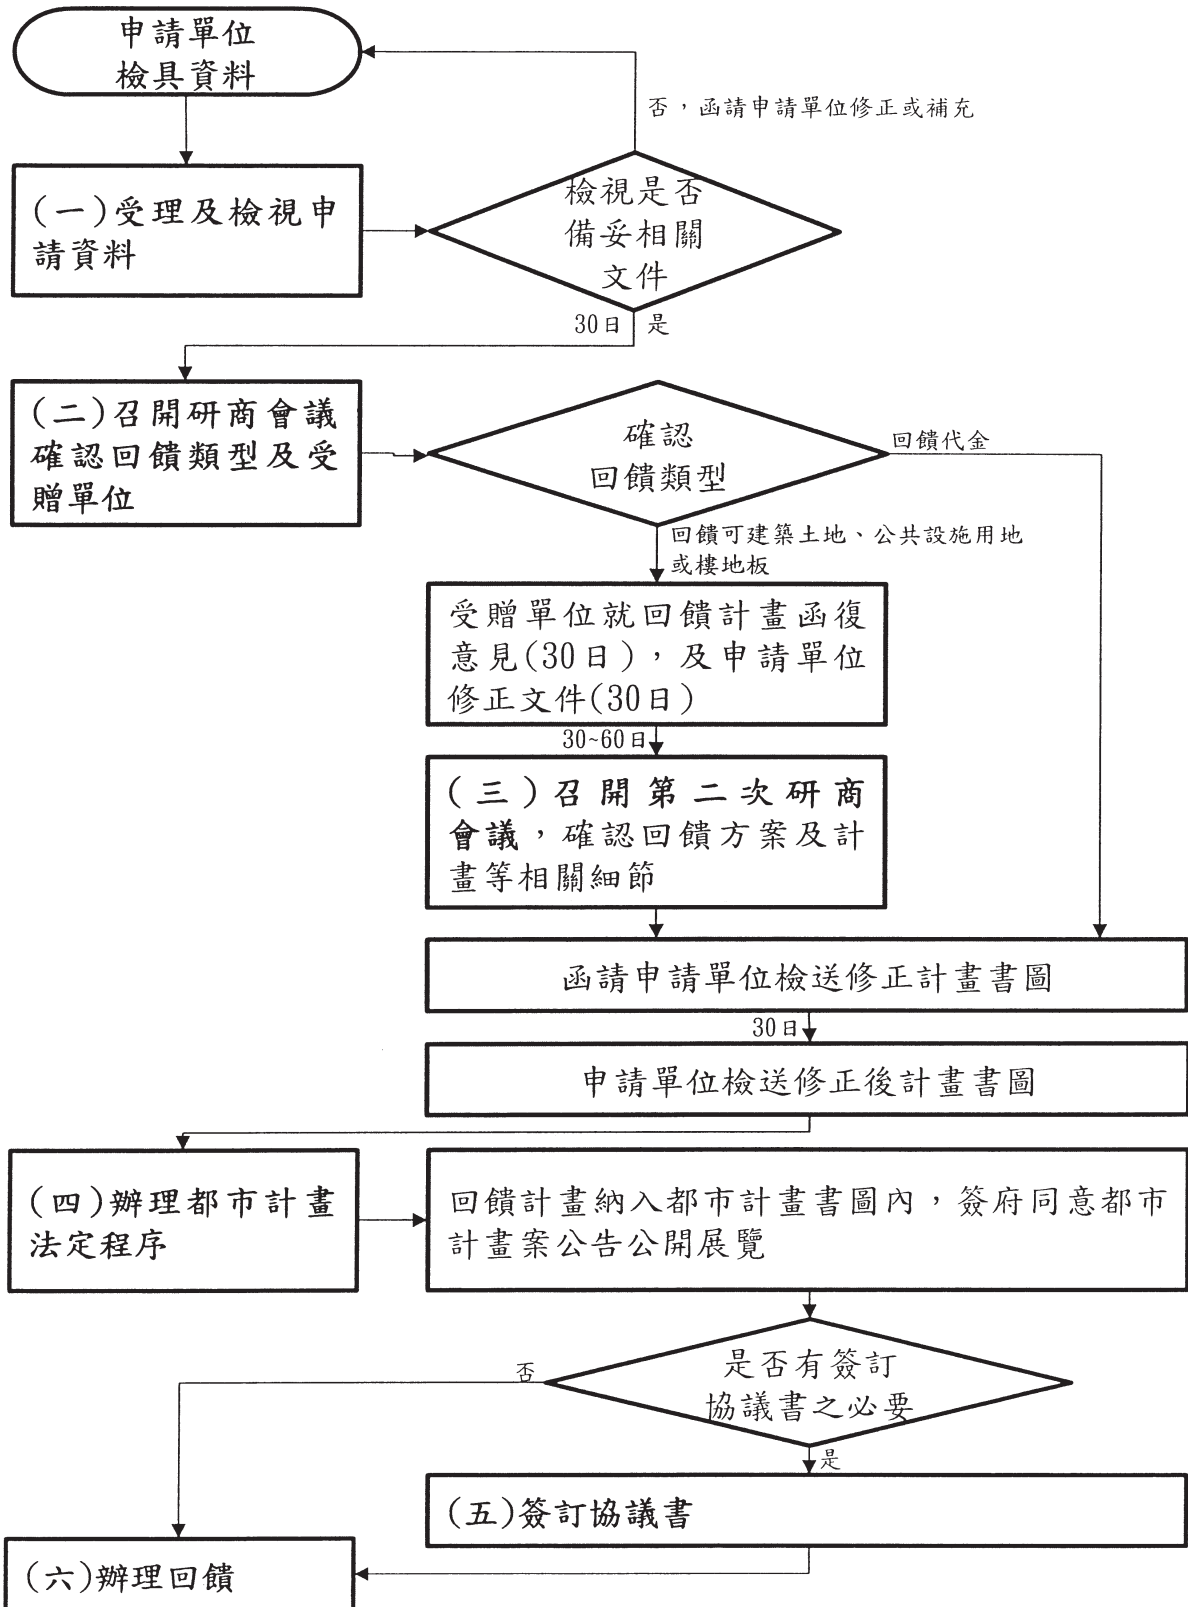 申請單位
檢具資料
否，函請申請單位修正或補充
(一)受理及檢視申
請資料
檢視是否
備妥相關
文件
30日 是
(二)召開研商會議
確認回饋類型及受
贈單位
確認
回饋類型
回饋代金
回饋可建築土地、公共設施用地
或樓地板
受贈單位就回饋計畫函復
意見(30日)，及申請單位
修正文件(30日)
30~60日
(三)召開第二次研商
會議，確認回饋方案及計
畫等相關細節
函請申請單位檢送修正計畫書圖
30日
申請單位檢送修正後計畫書圖
(四)辦理都市計畫
法定程序
回饋計畫納入都市計畫書圖內，簽府同意都市
計畫案公告公開展覽
是否有簽訂
協議書之必要
否
是
(五)簽訂協議書
(六)辦理回饋